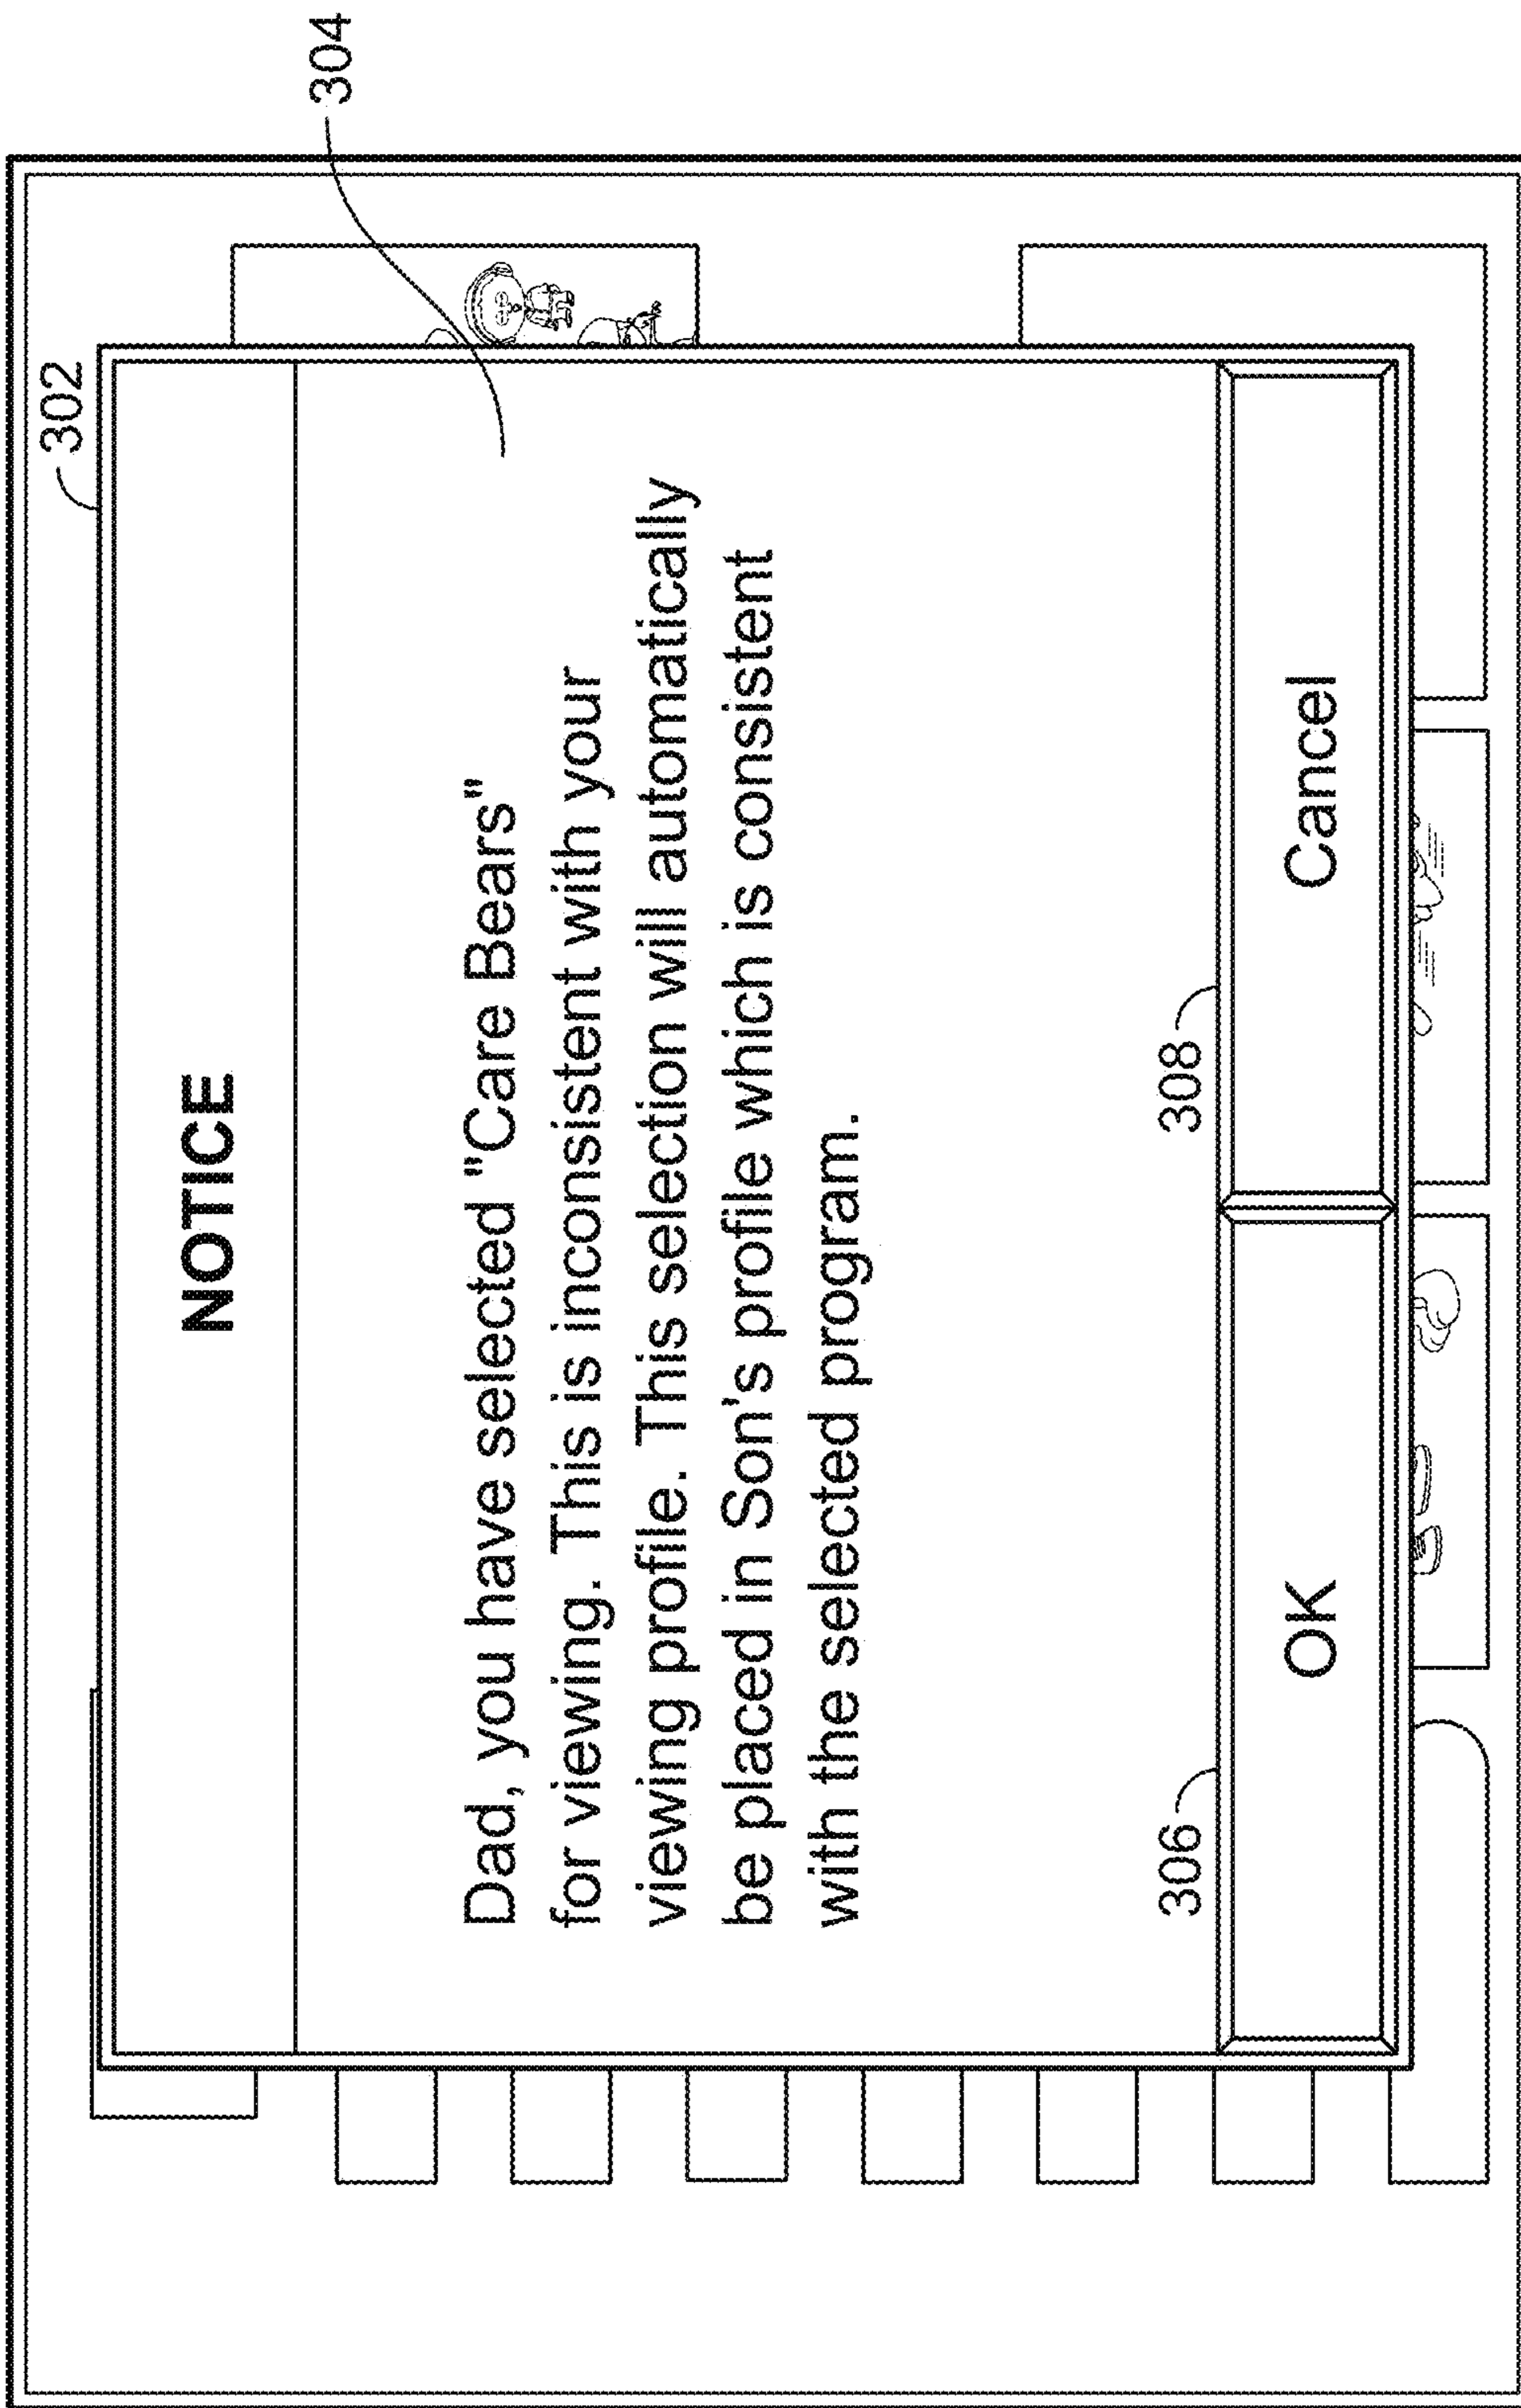 302
304
NOTICE
Dad, you have selected "Care Bears"
for viewing. This is inconsistent with your
viewing profile. This selection will automatically
be placed in Son's profile which is consistent
with the selected program.
306
308
OK
Cancel